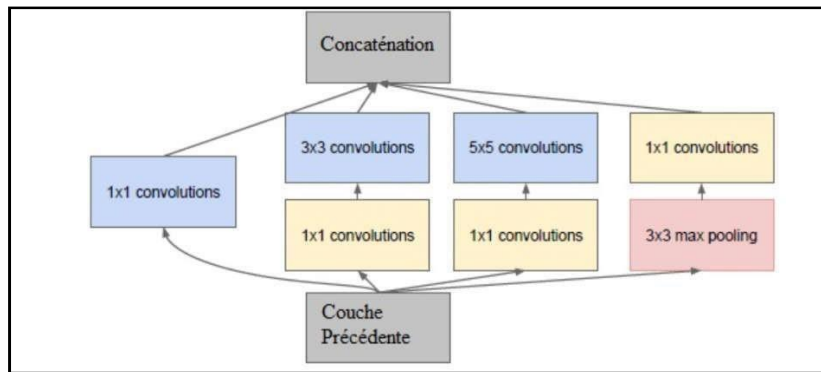 Concaténation
3x3 convolutions
5x5 convolutions
1x1 convolutions
1x1 convolutions
1x1 convolutions
1x1 convolutions
3x3 max pooling
Couche
Précédente